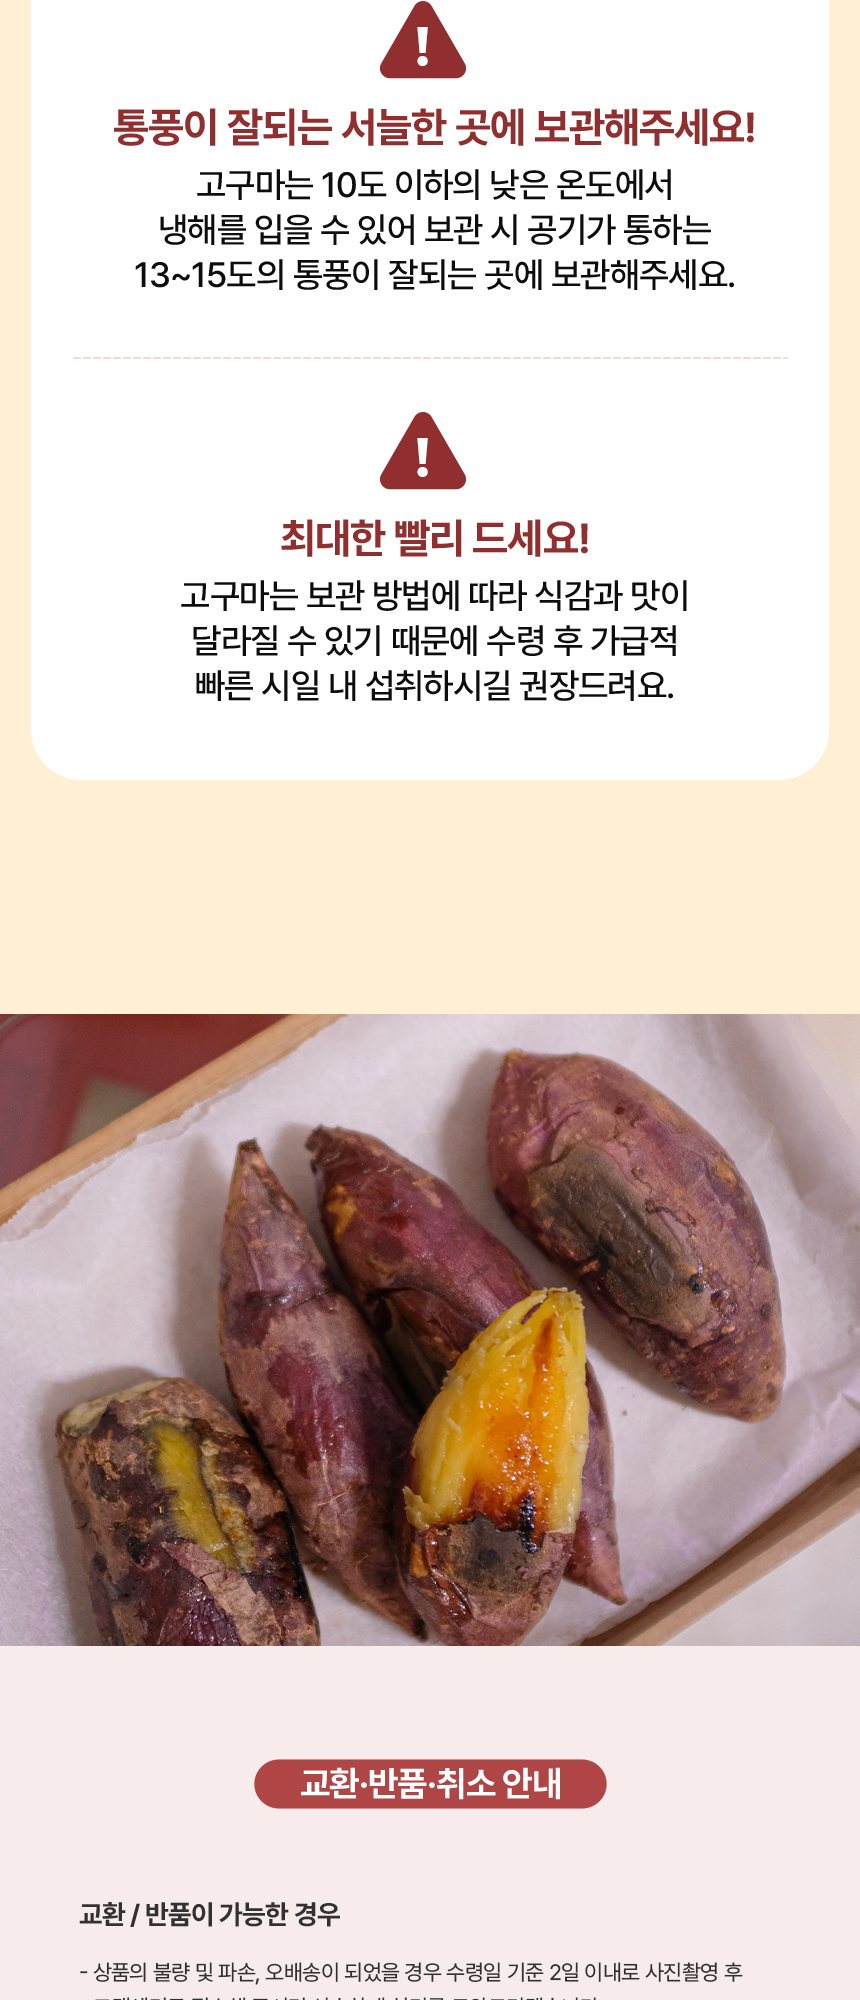 통풍이 잘되는 서늘한 곳에 보관해주세요!
고구마는 10도 이하의 낮은 온도에서
냉해를 입을 수 있어 보관 시 공기가 통하는
13~15도의 통풍이 잘되는 곳에 보관해주세요.
최대한 빨리 드세요!
고구마는 보관 방법에 따라 식감과 맛이
달라질 수 있기 때문에 수령 후 가급적
빠른 시일 내 섭취하시길 권장드려요.
교환·반품·취소 안내
교환 / 반품이 가능한 경우
- 상품의 불량 및 파손, 오배송이 되었을 경우 수령일 기준 2일 이내로 사진촬영 후